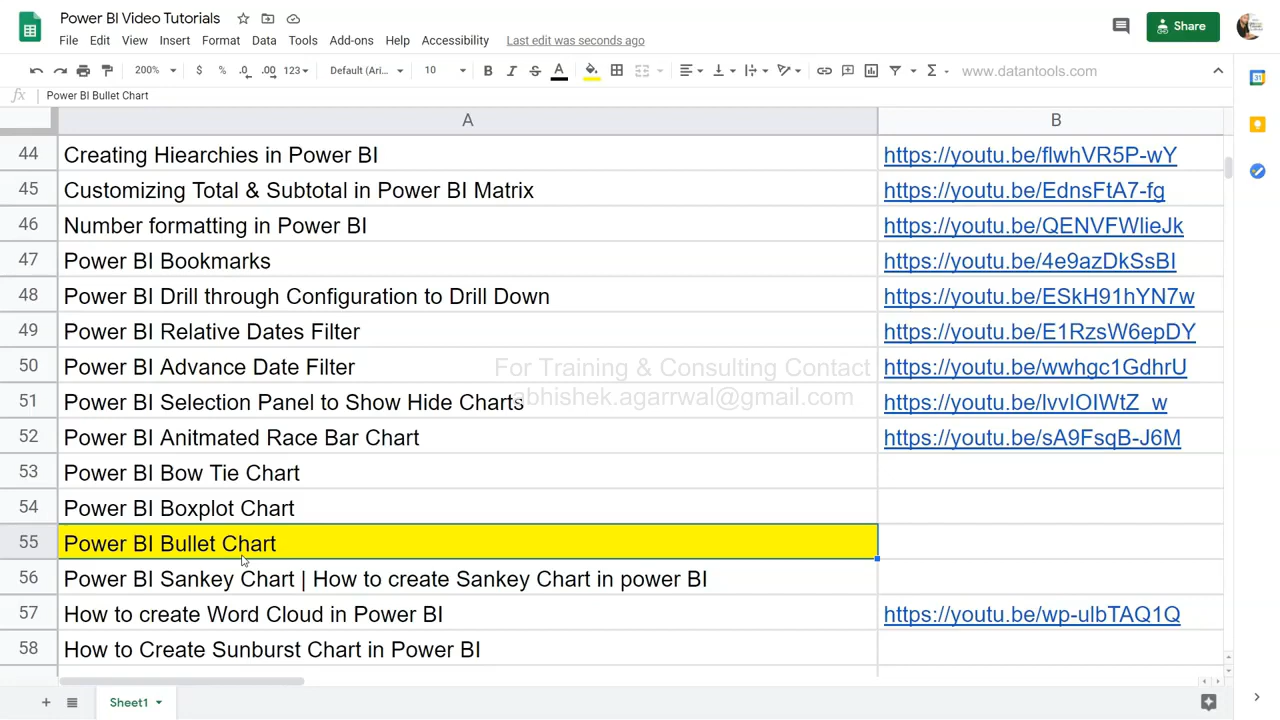 Power BI Video Tutorials
File Edit View Insert Format Data Tools Add-ons Help Accessibility Last edit was seconds ago
Share
200% $ % .0 .00 123 Default (Ari... 10 B I S A Σ www.datantools.com
fx Power BI Bullet Chart
A B
44 Creating Hiearchies in Power BI https://youtu.be/flwhVR5P-wY
45 Customizing Total & Subtotal in Power BI Matrix https://youtu.be/EdnsFtA7-fg
46 Number formatting in Power BI https://youtu.be/QENVFWlieJk
47 Power BI Bookmarks https://youtu.be/4e9azDkSsBI
48 Power BI Drill through Configuration to Drill Down https://youtu.be/ESkH91hYN7w
49 Power BI Relative Dates Filter https://youtu.be/E1RzsW6epDY
50 Power BI Advance Date Filter https://youtu.be/wwhgc1GdhrU
For Training & Consulting Contact
51 Power BI Selection Panel to Show Hide Charts https://youtu.be/lvvIOIWtZ_w
abhishek.agarrwal@gmail.com
52 Power BI Anitmated Race Bar Chart https://youtu.be/sA9FsqB-J6M
53 Power BI Bow Tie Chart
54 Power BI Boxplot Chart
55 Power BI Bullet Chart
56 Power BI Sankey Chart | How to create Sankey Chart in power BI
57 How to create Word Cloud in Power BI https://youtu.be/wp-ulbTAQ1Q
58 How to Create Sunburst Chart in Power BI
Sheet1